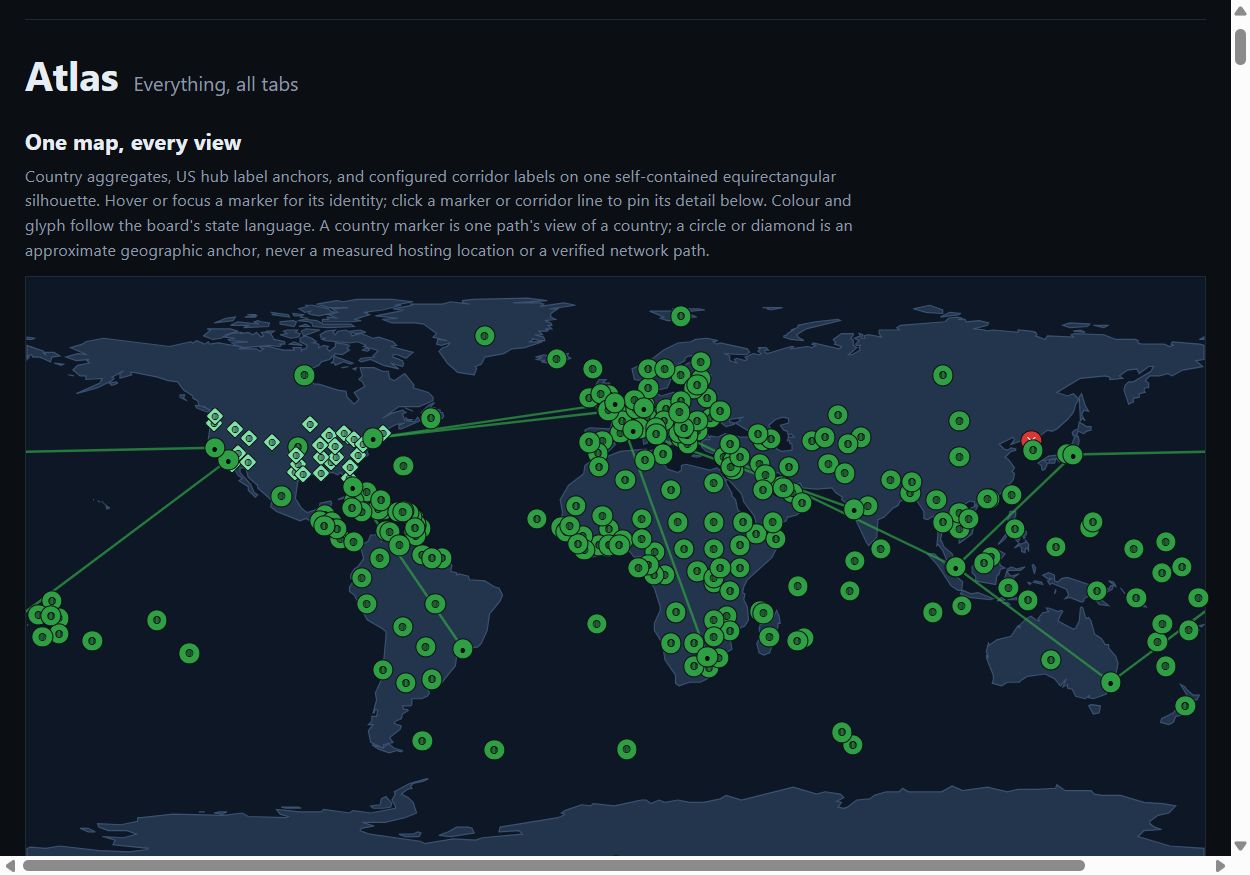 Atlas Everything, all tabs
One map, every view
Country aggregates, US hub label anchors, and configured corridor labels on one self-contained equirectangular
silhouette. Hover or focus a marker for its identity; click a marker or corridor line to pin its detail below. Colour and
glyph follow the board's state language. A country marker is one path's view of a country; a circle or diamond is an
approximate geographic anchor, never a measured hosting location or a verified network path.